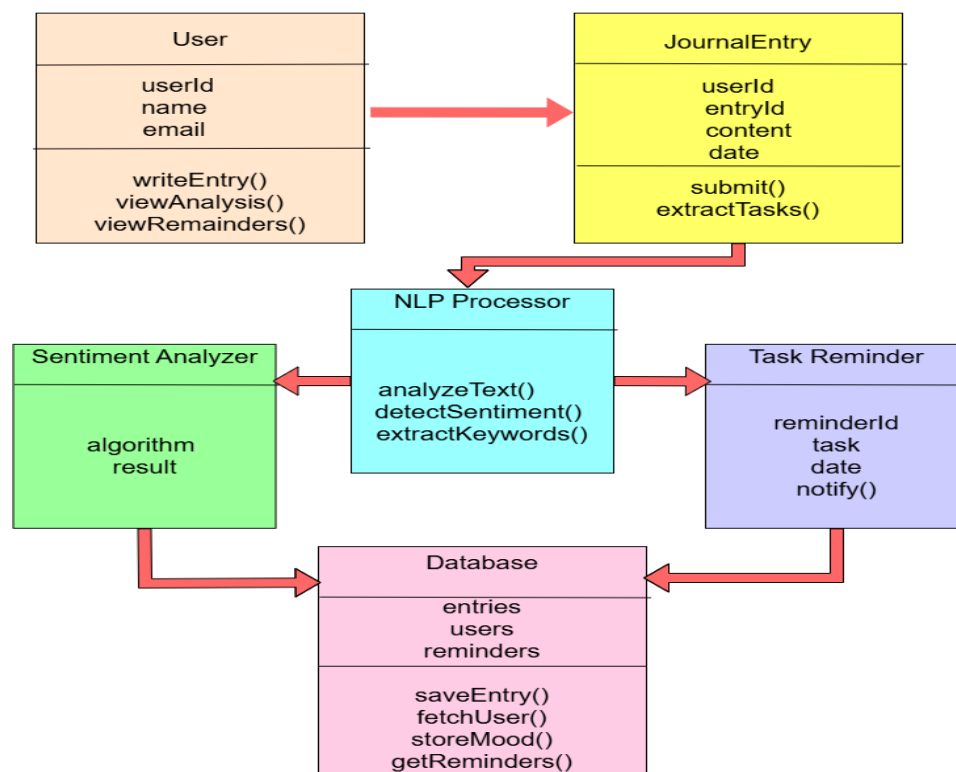 User
userId
name
email
writeEntry()
viewAnalysis()
viewRemainders()
JournalEntry
userId
entryId
content
date
submit()
extractTasks()
NLP Processor
analyzeText()
detectSentiment()
extractKeywords()
Sentiment Analyzer
algorithm
result
Task Reminder
reminderId
task
date
notify()
Database
entries
users
reminders
saveEntry()
fetchUser()
storeMood()
getReminders()